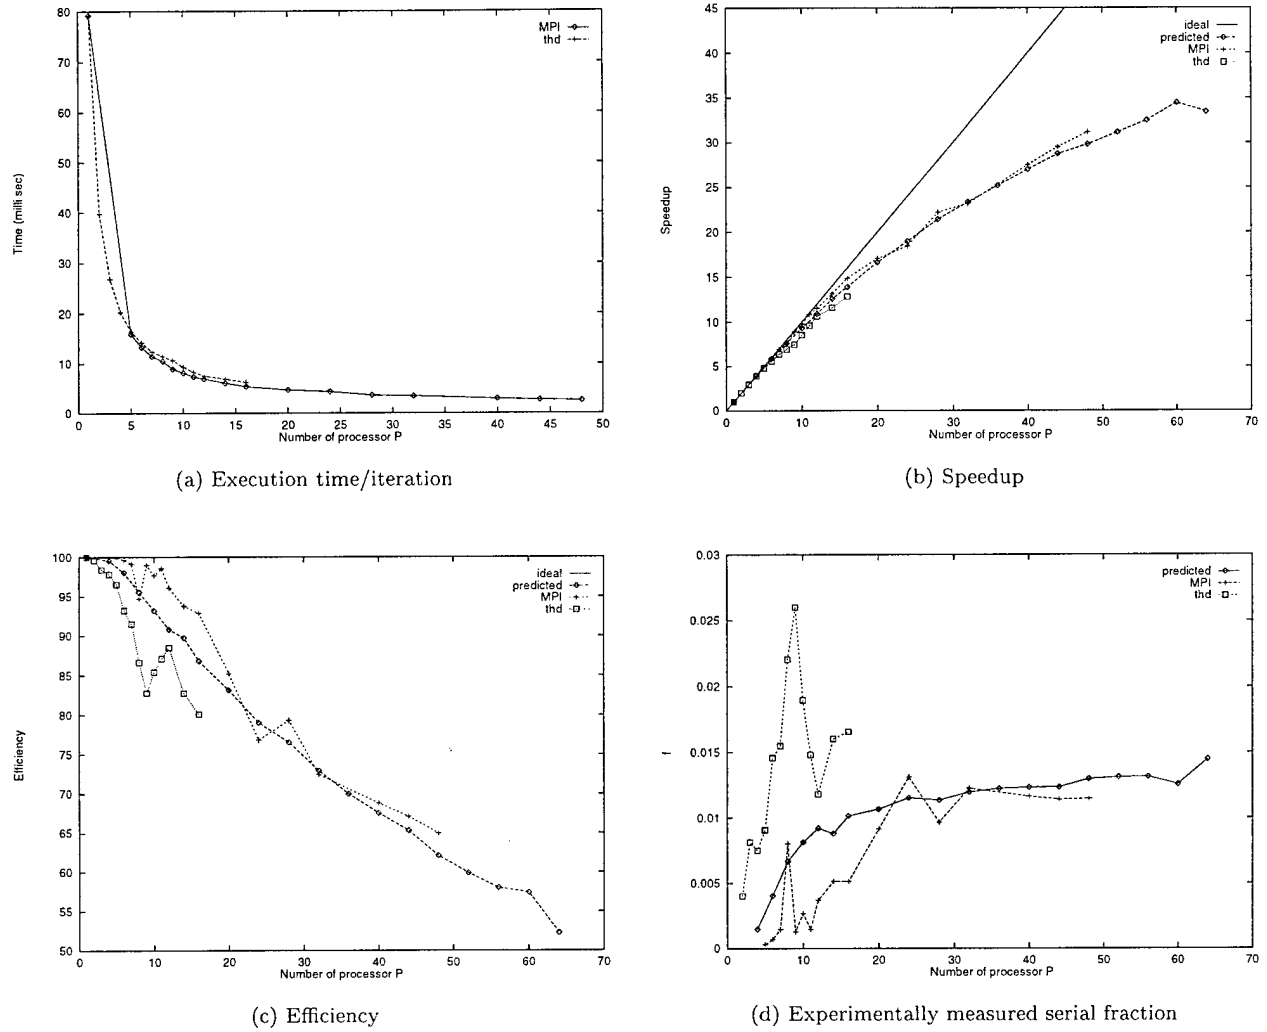 80
70
60
50
40
30
20
10
0
Time (milli sec)
MPI
thd
0 5 10 15 20 25 30 35 40 45 50
Number of processor P
(a) Execution time/iteration
45
40
35
30
25
20
15
10
5
0
Speedup
ideal
predicted
MPI
thd
0 10 20 30 40 50 60 70
Number of processor P
(b) Speedup
100
95
90
85
80
75
70
65
60
55
50
Efficiency
ideal
predicted
MPI
thd
0 10 20 30 40 50 60 70
Number of processor P
(c) Efficiency
0.03
0.025
0.02
0.015
0.01
0.005
0
f
predicted
MPI
thd
0 10 20 30 40 50 60 70
Number of processor P
(d) Experimentally measured serial fraction